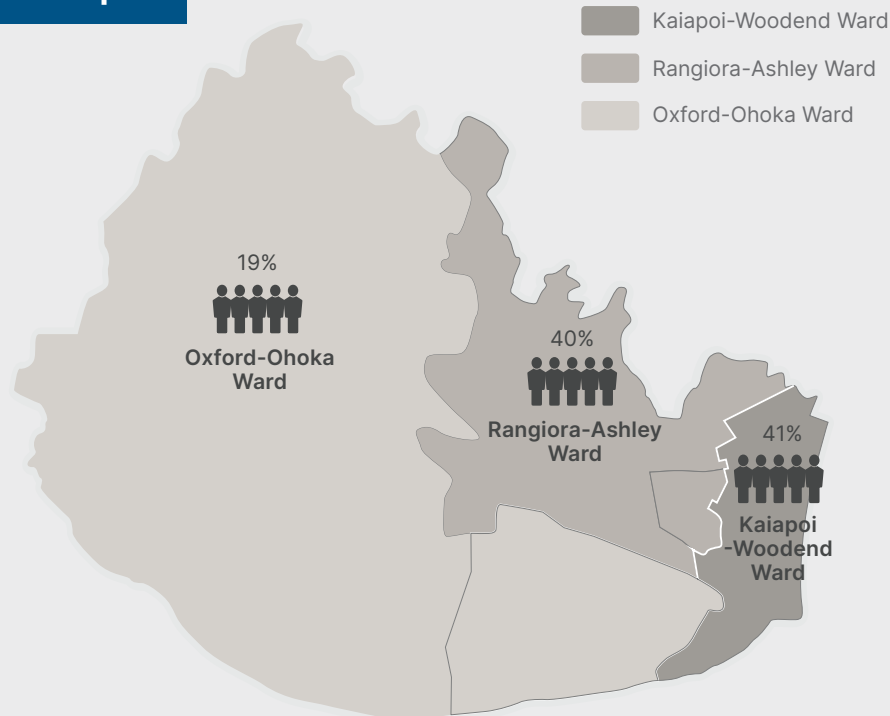 Kaiapoi-Woodend Ward
Rangiora-Ashley Ward
Oxford-Ohoka Ward
19%
Oxford-Ohoka
Ward
40%
Rangiora-Ashley
Ward
41%
Kaiapoi
-Woodend
Ward